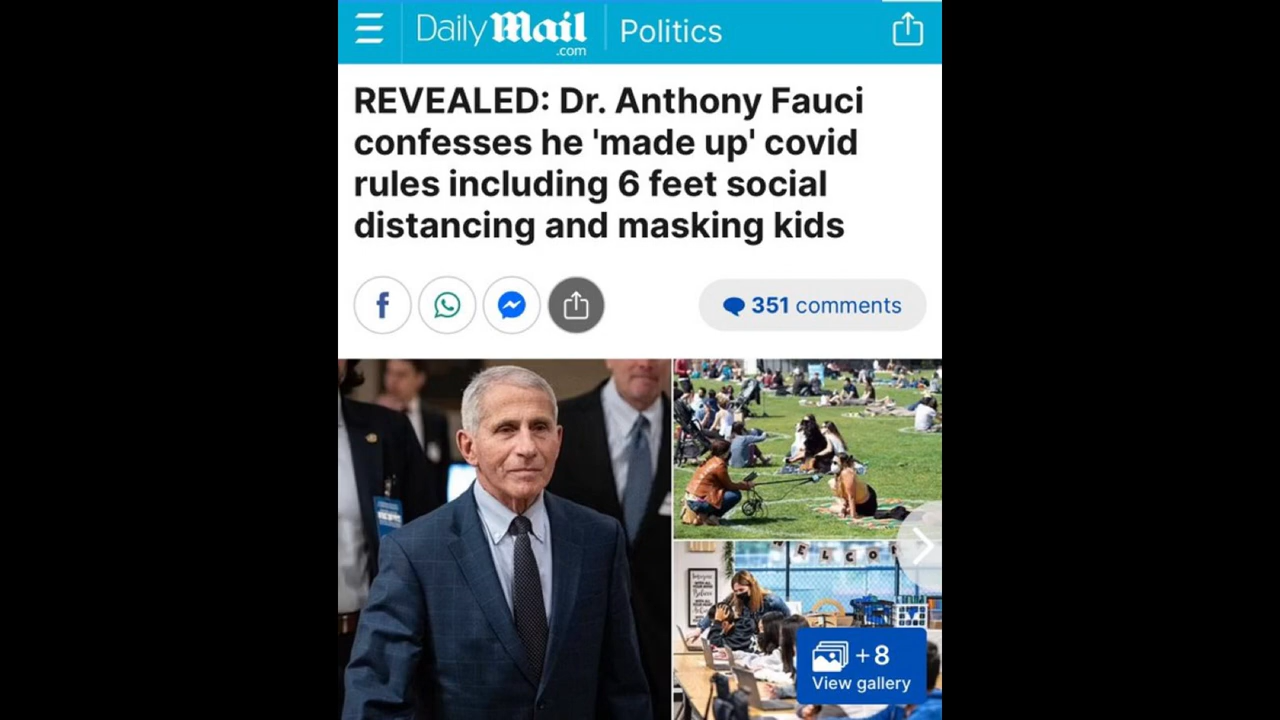 Daily Mail
.com
Politics
REVEALED: Dr. Anthony Fauci
confesses he 'made up' covid
rules including 6 feet social
distancing and masking kids
351 comments
+8
View gallery